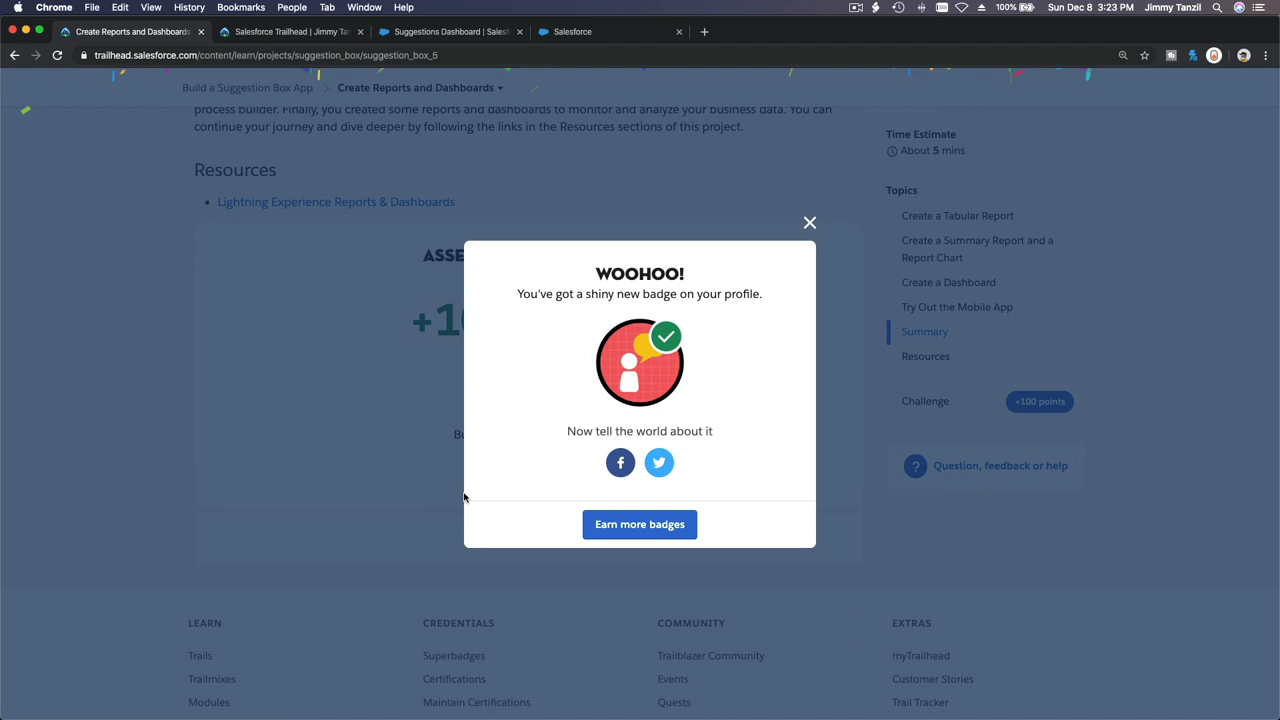 Chrome File Edit View History Bookmarks People Tab Window Help 100% Sun Dec 8 3:23 PM Jimmy Tanzil
Create Reports and Dashboards Salesforce Trailhead | Jimmy Tan Suggestions Dashboard | Salesf Salesforce
trailhead.salesforce.com/content/learn/projects/suggestion_box/suggestion_box_5
Build a Suggestion Box App > Create Reports and Dashboards
process builder. Finally, you created some reports and dashboards to monitor and analyze your business data. You can
continue your journey and dive deeper by following the links in the Resources sections of this project.
Resources
• Lightning Experience Reports & Dashboards
ASSE
+10
Bu
WOOHOO!
You've got a shiny new badge on your profile.
Now tell the world about it
Earn more badges
Time Estimate
About 5 mins
Topics
Create a Tabular Report
Create a Summary Report and a
Report Chart
Create a Dashboard
Try Out the Mobile App
Summary
Resources
Challenge +100 points
? Question, feedback or help
LEARN CREDENTIALS COMMUNITY EXTRAS
Trails Superbadges Trailblazer Community myTrailhead
Trailmixes Certifications Events Customer Stories
Modules Maintain Certifications Quests Trail Tracker